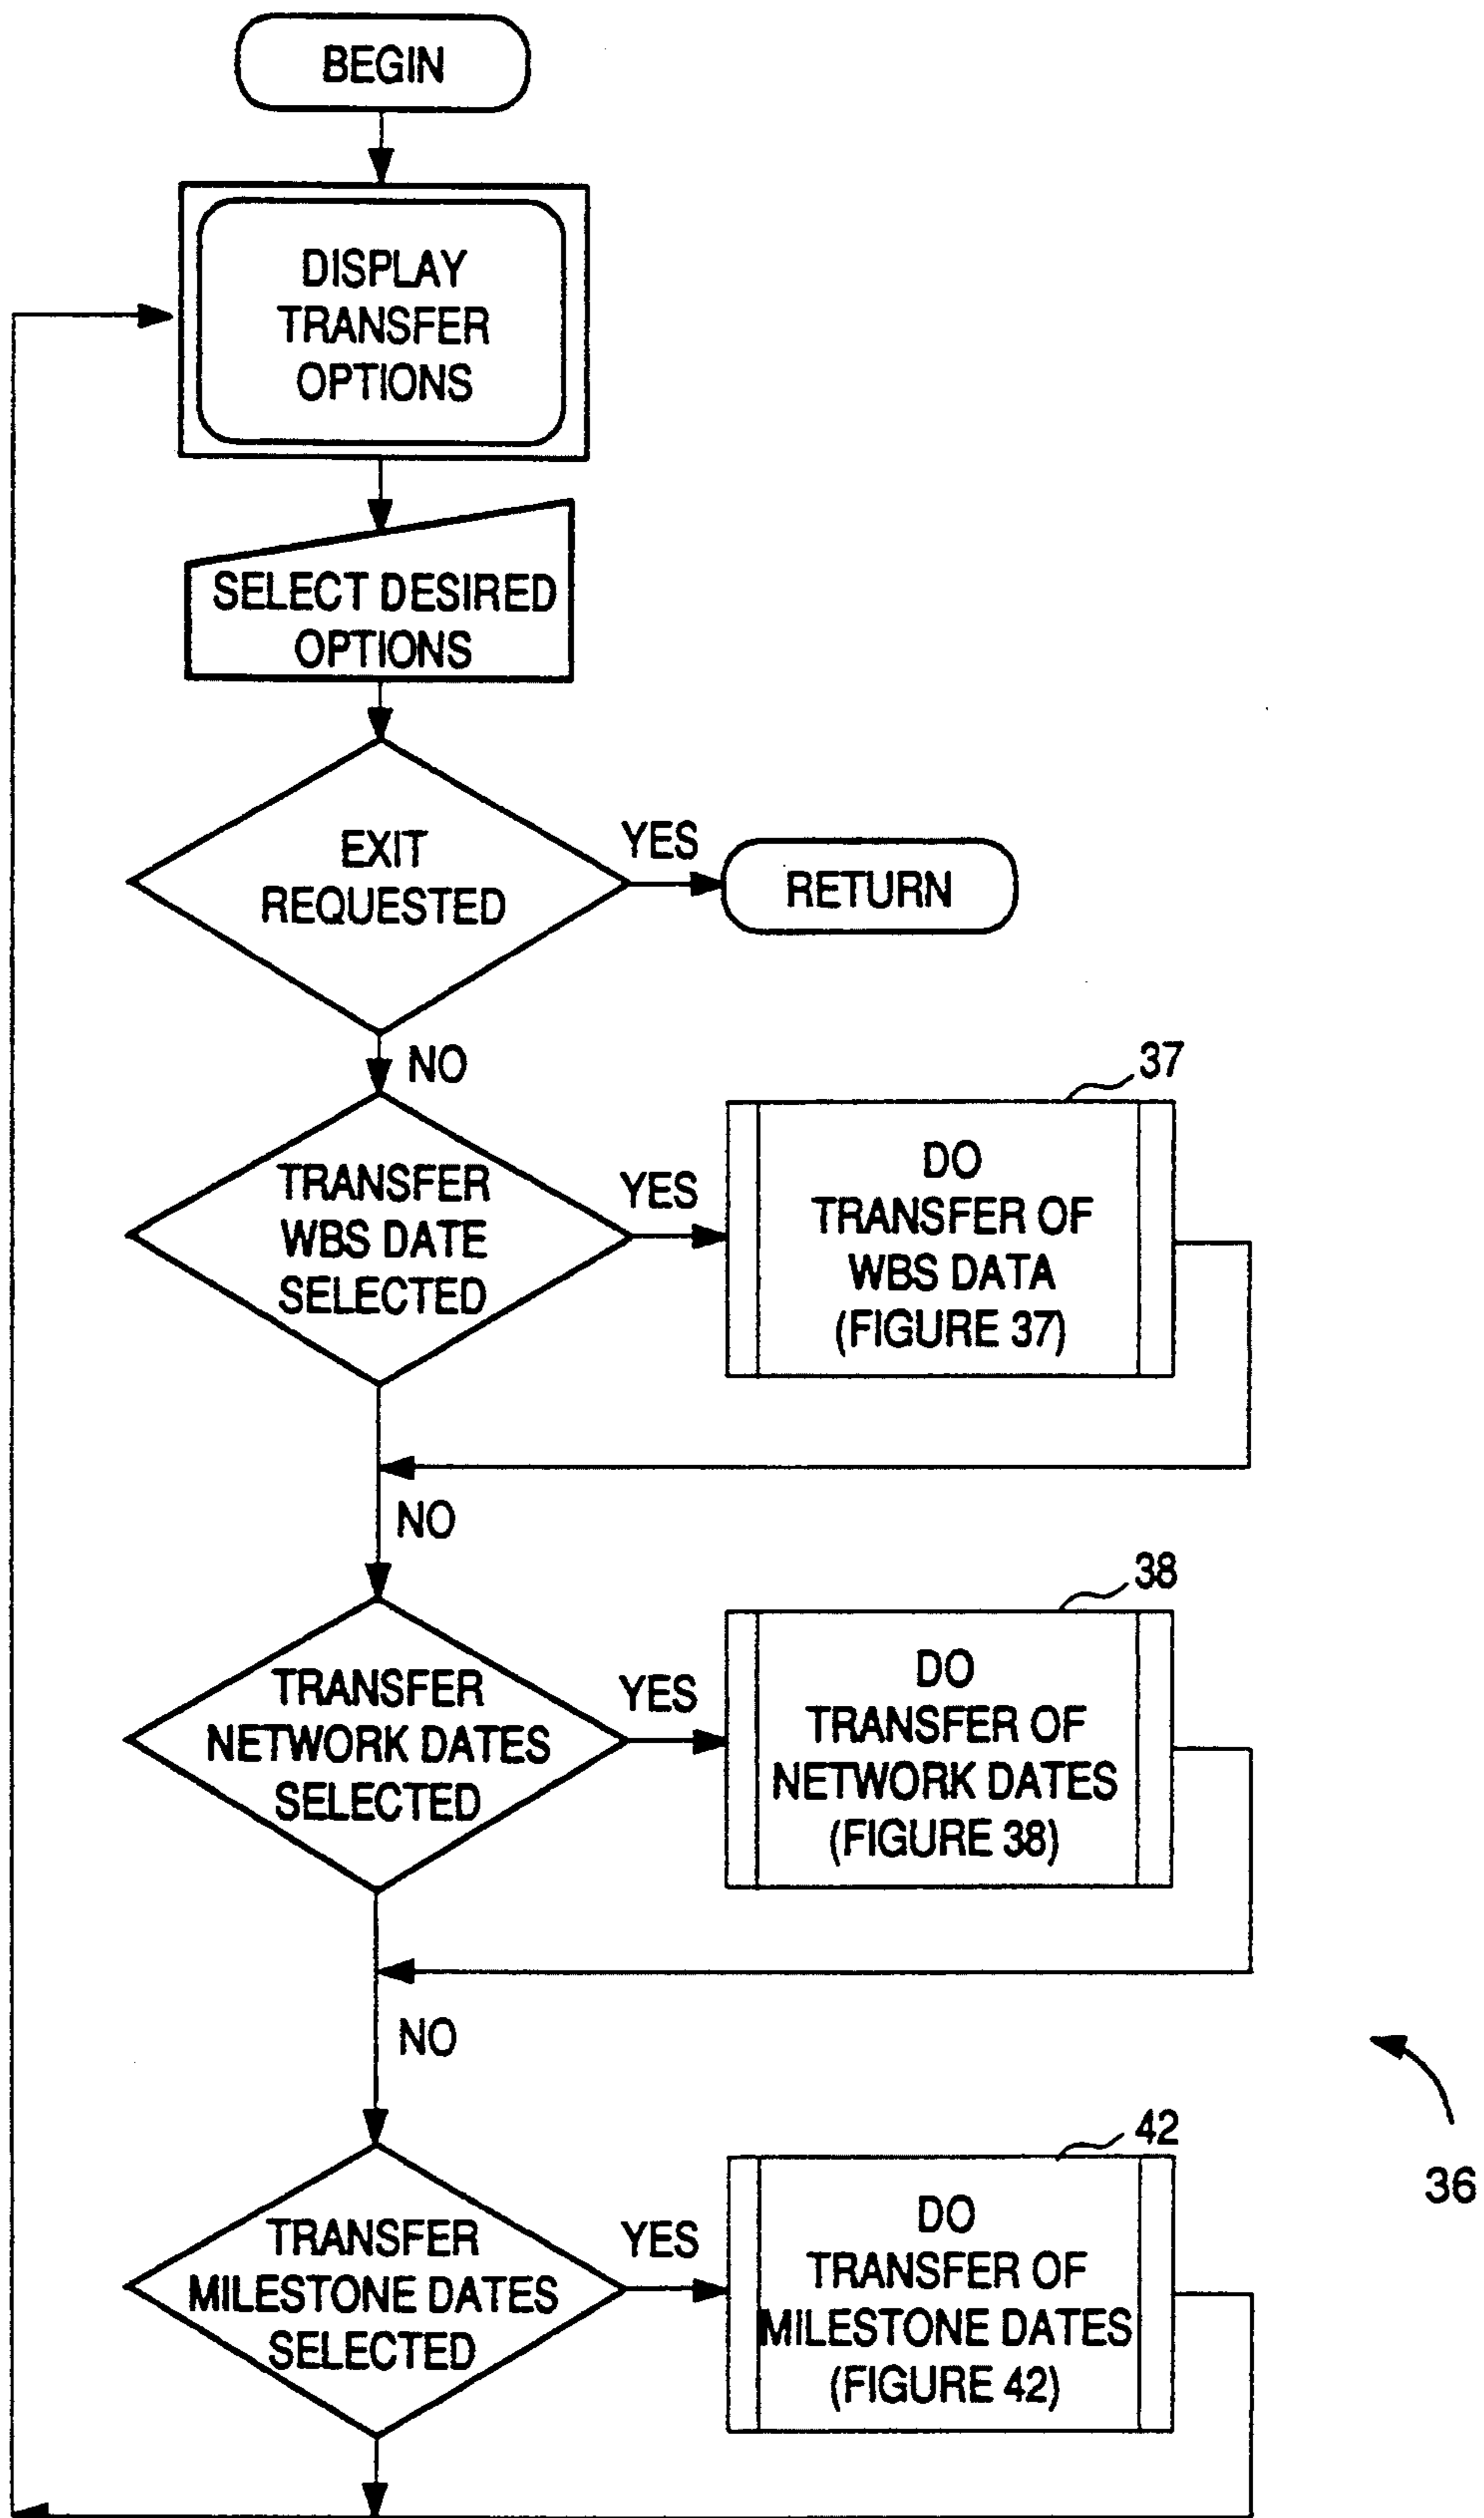 BEGIN
DISPLAY
TRANSFER
OPTIONS
SELECT DESIRED
OPTIONS
EXIT
REQUESTED
YES
RETURN
NO
TRANSFER
WBS DATE
SELECTED
YES
37
DO
TRANSFER OF
WBS DATA
(FIGURE 37)
NO
TRANSFER
NETWORK DATES
SELECTED
YES
38
DO
TRANSFER OF
NETWORK DATES
(FIGURE 38)
NO
TRANSFER
MILESTONE DATES
SELECTED
YES
42
DO
TRANSFER OF
MILESTONE DATES
(FIGURE 42)
36